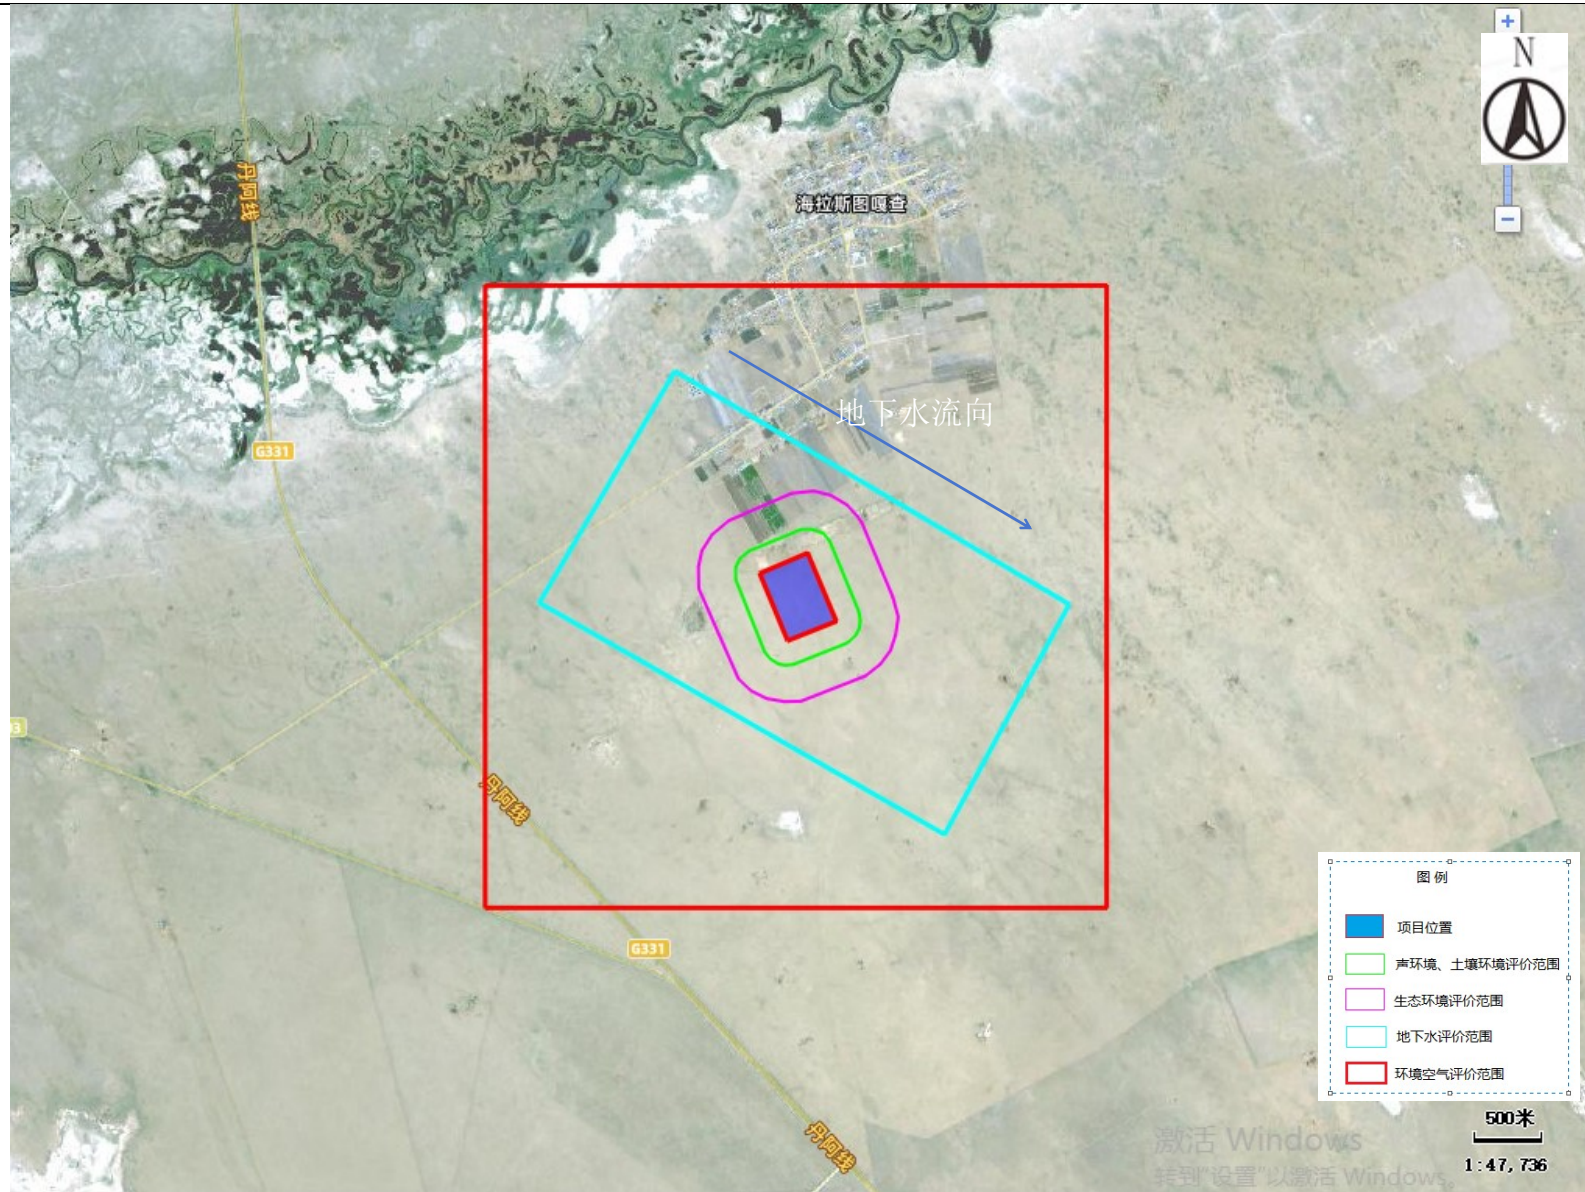 +
N
丹阿线
海拉斯图嘎查
−
地下水流向
G331
3
丹阿线
G331
图 例
项目位置
声环境、土壤环境评价范围
生态环境评价范围
地下水评价范围
环境空气评价范围
500米
丹阿线
激活 Windows
1:47,736
转到"设置"以激活 Windows。